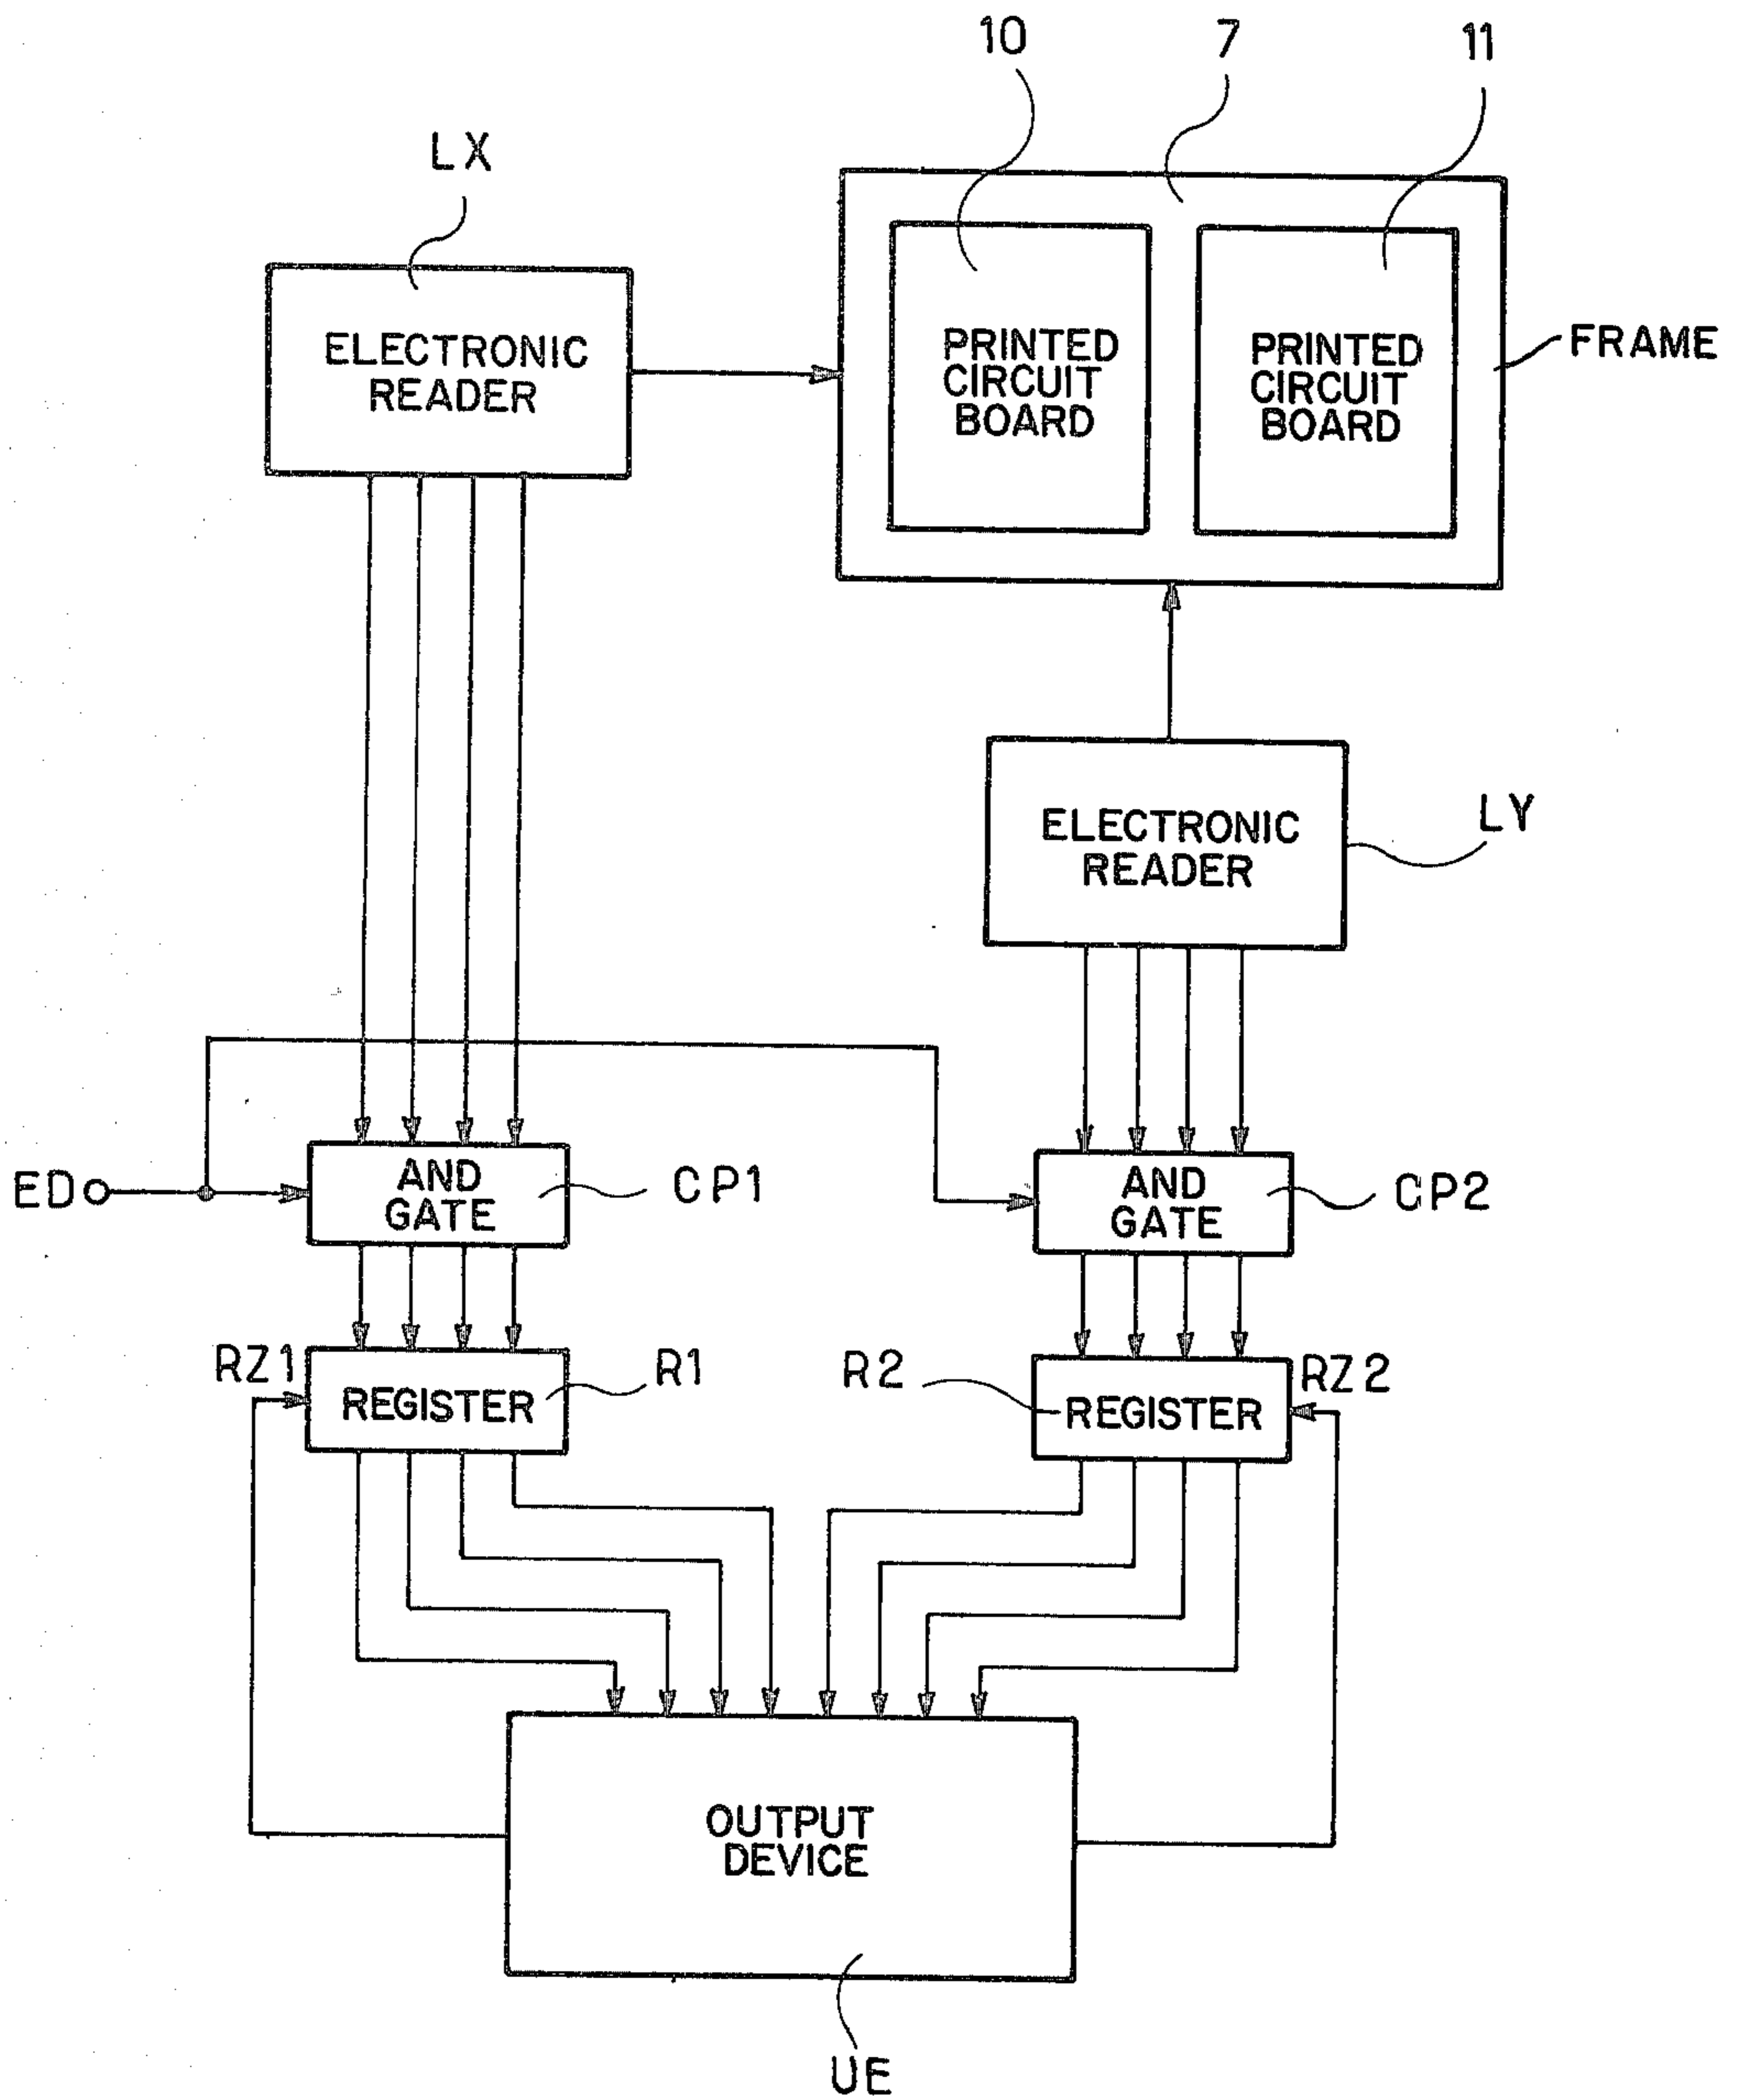 10
7
11
LX
ELECTRONIC
READER
PRINTED
CIRCUIT
BOARD
PRINTED
CIRCUIT
BOARD
FRAME
ELECTRONIC
READER
LY
ED
AND
GATE
CP1
AND
GATE
CP2
RZ1
REGISTER
R1
R2
REGISTER
RZ2
OUTPUT
DEVICE
UE